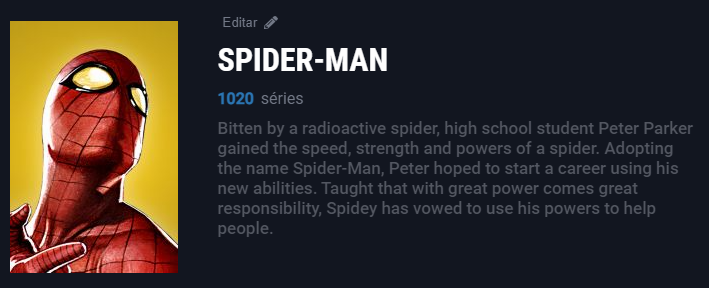 Editar
SPIDER-MAN
1020 séries
Bitten by a radioactive spider, high school student Peter Parker
gained the speed, strength and powers of a spider. Adopting
the name Spider-Man, Peter hoped to start a career using his
new abilities. Taught that with great power comes great
responsibility, Spidey has vowed to use his powers to help
people.